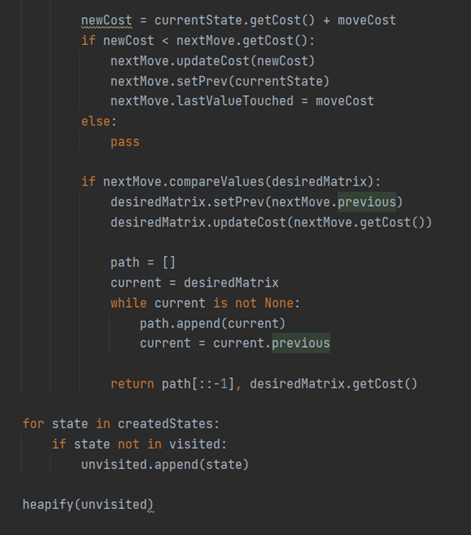 newCost = currentState.getCost() + moveCost
if newCost < nextMove.getCost():
nextMove.updateCost(newCost)
nextMove.setPrev(currentState)
nextMove.lastValueTouched = moveCost
else:
pass
if nextMove.compareValues(desiredMatrix):
desiredMatrix.setPrev(nextMove.previous)
desiredMatrix.updateCost(nextMove.getCost())
path = []
current = desiredMatrix
while current is not None:
path.append(current)
current = current.previous
return path[::-1], desiredMatrix.getCost()
for state in createdStates:
if state not in visited:
unvisited.append(state)
heapify(unvisited)